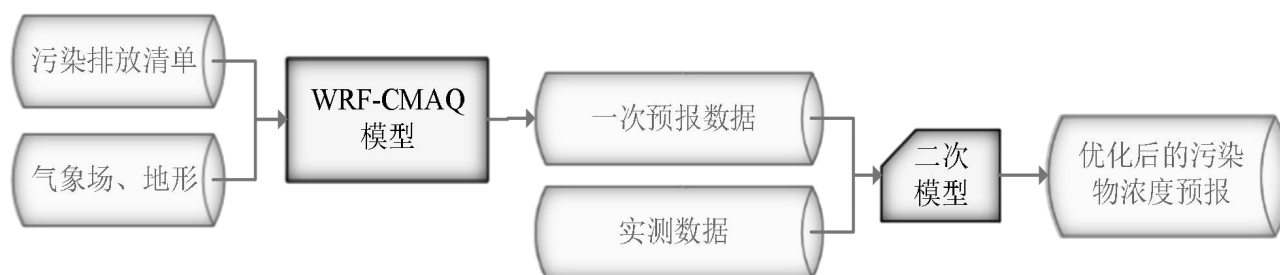 污染排放清单
气象场、地形
WRF-CMAQ
模型
一次预报数据
实测数据
二次
模型
优化后的污染
物浓度预报